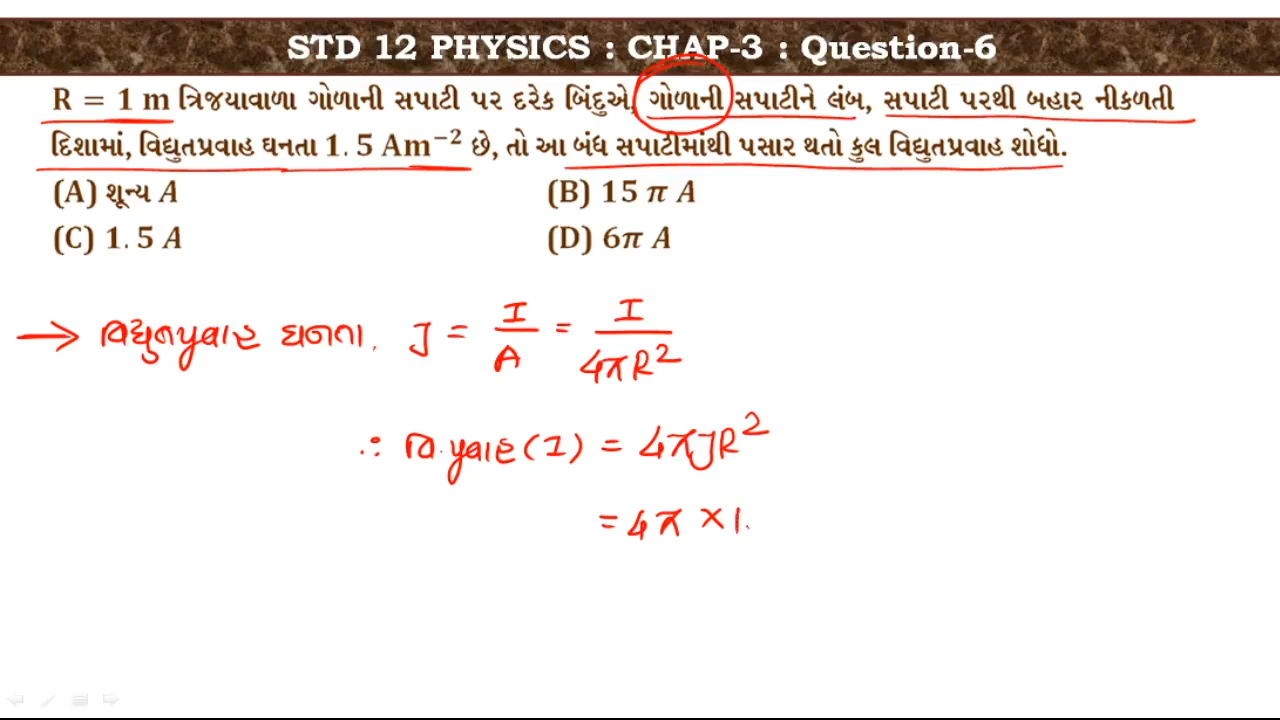 STD 12 PHYSICS : CHAP-3 : Question-6
R = 1 m ત્રિજ્યાવાળા ગોળાની સપાટી પર દરેક બિંદુએ, ગોળાની સપાટીને લંબ, સપાટી પરથી બહાર નીકળતી
દિશામાં, વિદ્યુતપ્રવાહ ઘનતા 1.5 Am⁻² છે, તો આ બંધ સપાટીમાંથી પસાર થતો કુલ વિદ્યુતપ્રવાહ શોધો.
(A) શૂન્ય A (B) 15 π A
(C) 1.5 A (D) 6π A
→ વિદ્યુતપ્રવાહ ઘનતા, J = I/A = I/4πR²
∴ વિ.પ્રવાહ (I) = 4πJR²
= 4π × 1.